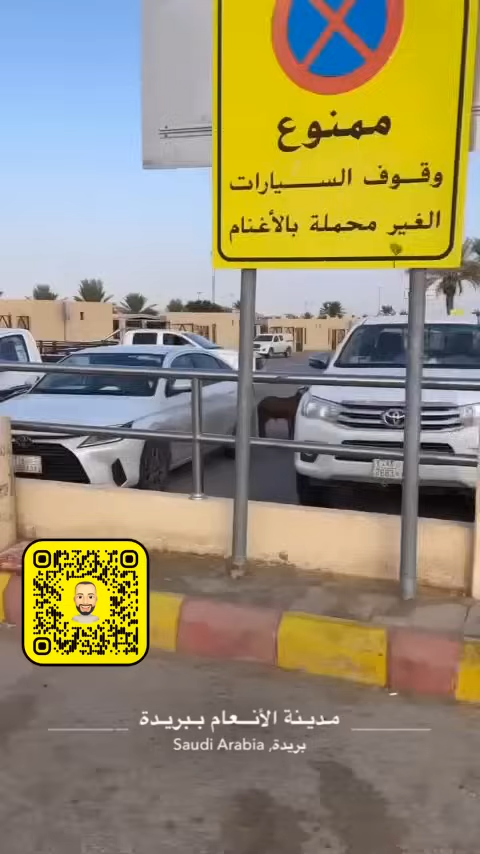 ممنوع
وقوف السيارات
الغير محملة بالأغنام
مدينة الأنعام ببريدة
بريدة, Saudi Arabia